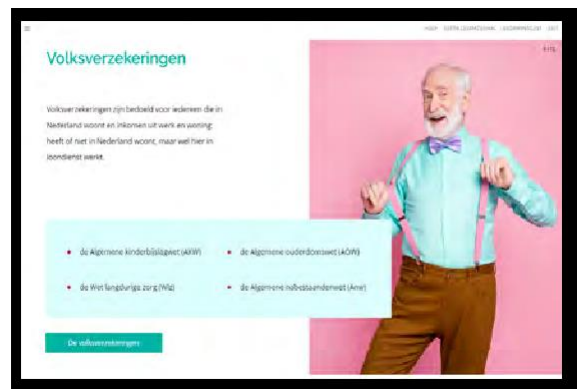 Volksverzekeringen
Volksverzekeringen zijn bedoeld voor iedereen die in
Nederland woont en inkomen uit werk en woning
heeft of niet in Nederland woont, maar wel hier in
loondienst werkt.
de Algemene kinderbijslagwet (AKW)
de Algemene ouderdomswet (AOW)
de Wet langdurige zorg (Wlz)
de Algemene nabestaandenwet (Anw)
De volksverzekeringen